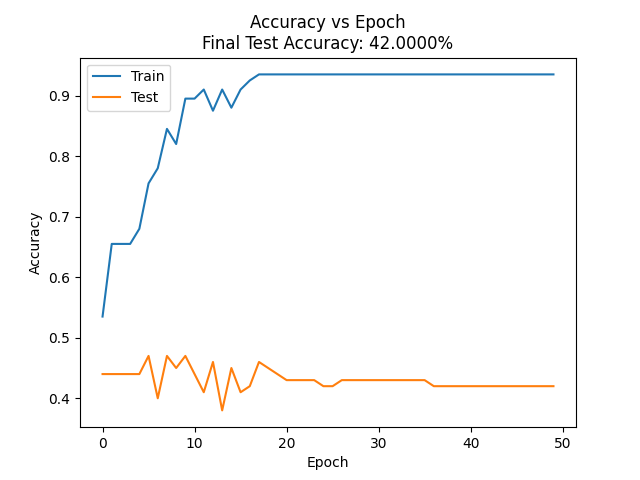 Accuracy vs Epoch
Final Test Accuracy: 42.0000%
Train
Test
Accuracy
0.9
0.8
0.7
0.6
0.5
0.4
0 10 20 30 40 50
Epoch